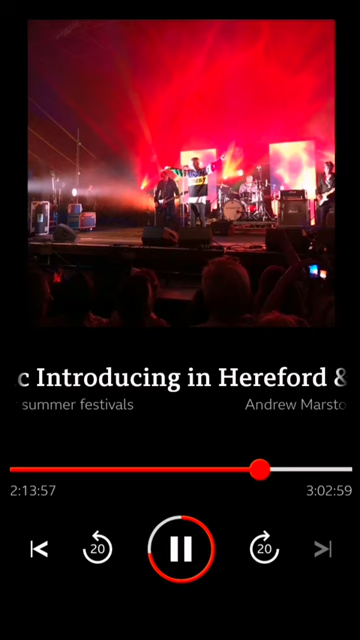 c Introducing in Hereford &
summer festivals Andrew Marsto
2:13:57 3:02:59
20 20